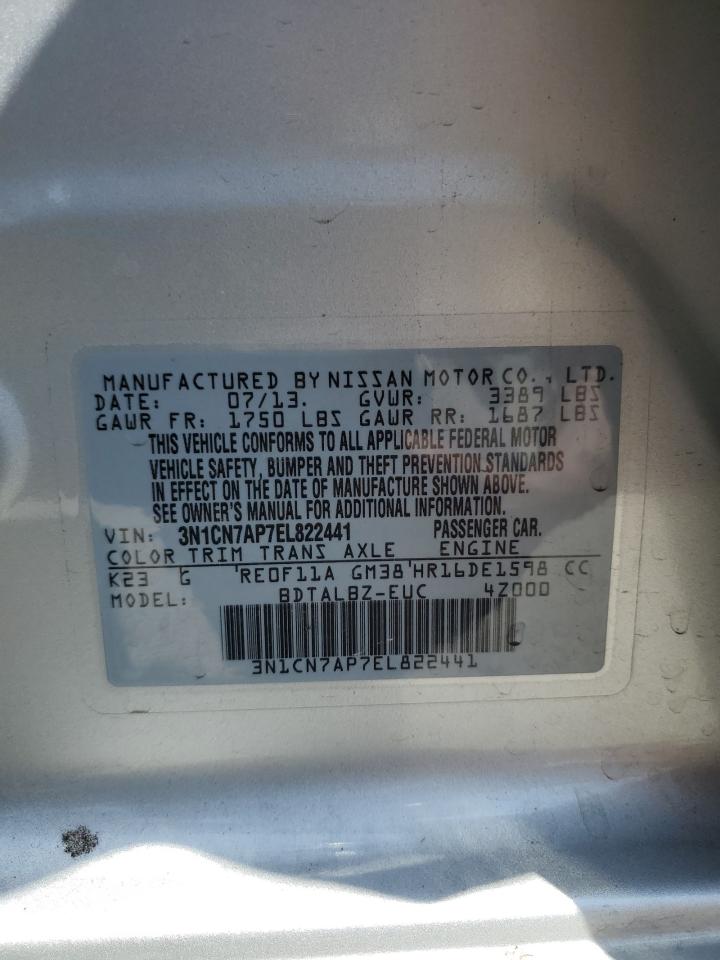 MANUFACTURED BY NISSAN MOTOR CO., LTD.
DATE: 07/13. GVWR: 3389 LBS
GAWR FR: 1750 LBS GAWR RR: 1687 LBS
THIS VEHICLE CONFORMS TO ALL APPLICABLE FEDERAL MOTOR
VEHICLE SAFETY, BUMPER AND THEFT PREVENTION STANDARDS
IN EFFECT ON THE DATE OF MANUFACTURE SHOWN ABOVE.
SEE OWNER'S MANUAL FOR ADDITIONAL INFORMATION.
VIN: 3N1CN7AP7EL822441 PASSENGER CAR.
COLOR TRIM TRANS AXLE ENGINE
K23 G 'RE0F11A GM38'HR16DE1598 CC
MODEL: BDTALBZ-EUC 4Z000
3N1CN7AP7EL822441